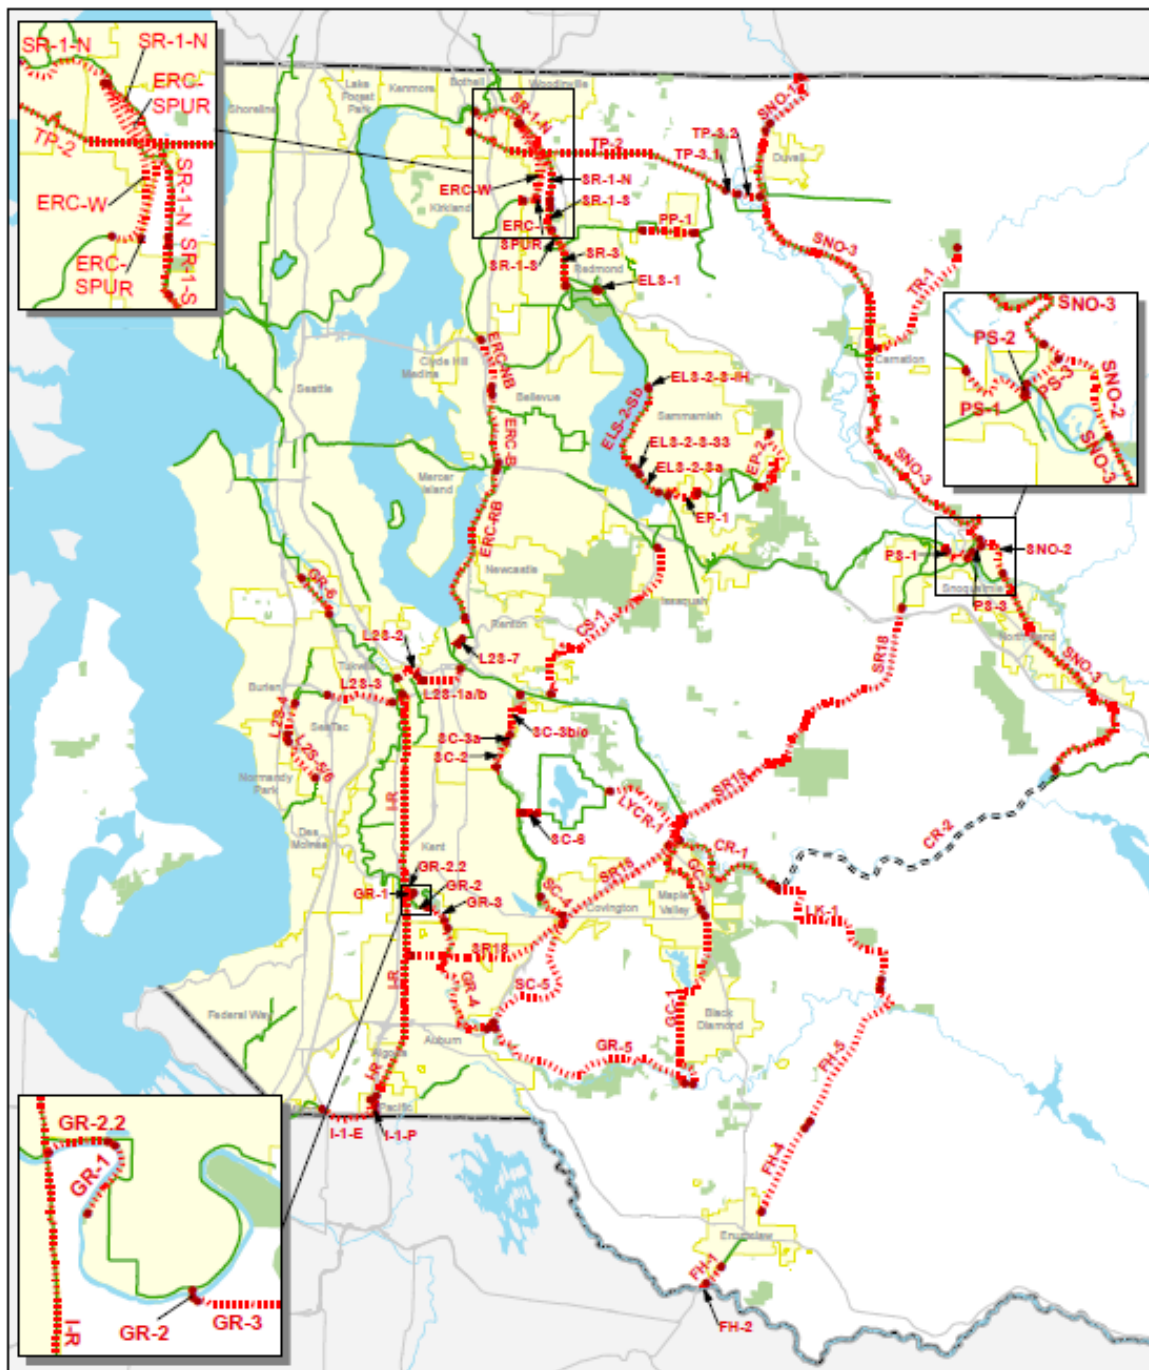 SR-1-N
SR-1-N
ERC-
SPUR
TP-2
ERC-W
SR-1-N
ERC-
SPUR
SR-1-S
Shoreline
Lake
Forest
Park
Kenmore
Bothell
Woodinville
SR-1-N
TP-2
ERC-W
Kirkland
SR-1-N
SR-1-S
ERC-
SPUR
SR-1-S
SR-3
Redmond
ELS-1
PP-1
TP-3.2
TP-3.1
SNO-1
Duvall
SNO-3
TR-1
Carnation
SNO-3
PS-2
PS-3
PS-1
SNO-2
SNO-3
Seattle
Clyde Hill
Medina
ERC-NB
Bellevue
ERC-B
Mercer
Island
ERC-RB
Newcastle
ELS-2-S-IH
Sammamish
ELS-2-Sb
ELS-2-S-33
ELS-2-Sa
EP-2
EP-1
SNO-3
PS-1
SNO-2
Snoqualmie
PS-3
North Bend
SNO-3
Issaquah
CS-1
GR-6
Renton
L2S-2
L2S-7
Tukwila
L2S-3
L2S-1a/b
Burien
SeaTac
L2S-4
L2S-5/6
Normandy
Park
Des
Moines
SC-3a
SC-3b/c
SC-2
SR18
SR18
I-R
LYCR-1
SC-6
CR-1
CR-2
Kent
GR-2.2
GR-1
GR-2
GR-3
SC-4
SR18
Covington
Maple
Valley
GC-2
LK-1
SR18
I-R
GR-4
SC-5
GC-1
Black
Diamond
FH-5
Federal Way
Auburn
Algona
GR-5
I-R
Pacific
I-1-E
I-1-P
FH-4
Enumclaw
FH-1
FH-2
GR-2.2
GR-1
I-R
GR-2
GR-3